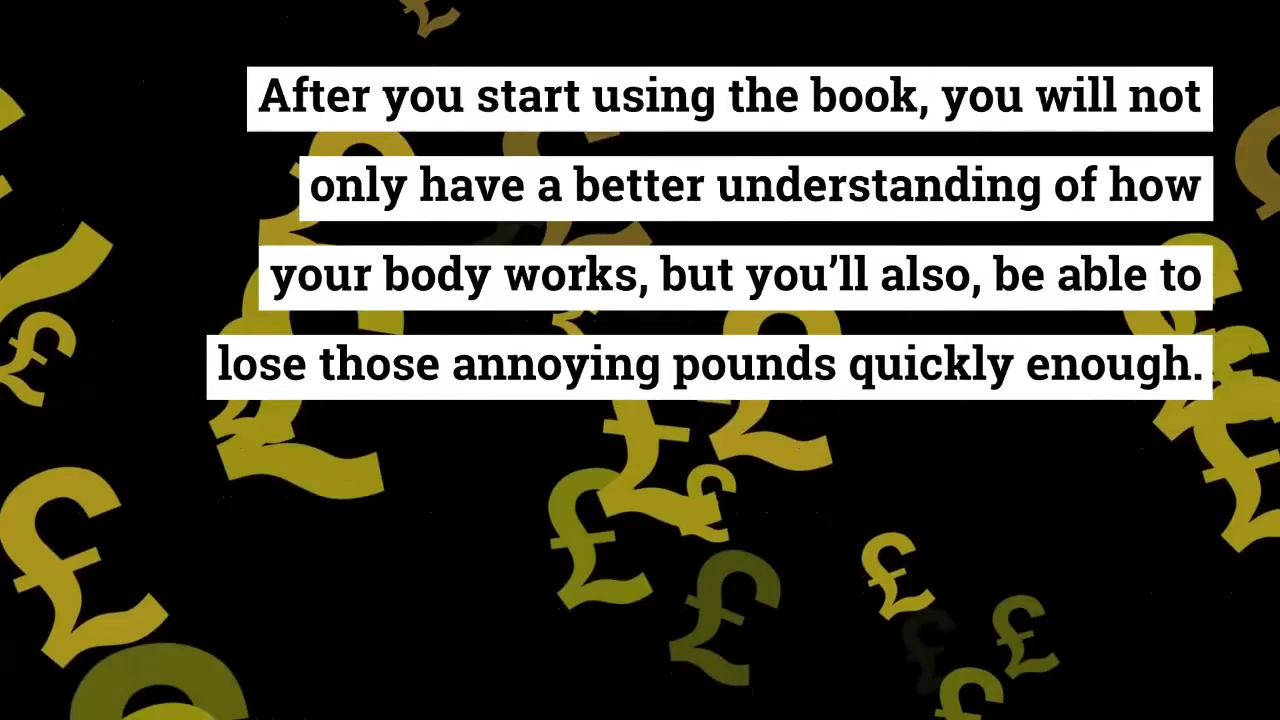 After you start using the book, you will not
only have a better understanding of how
your body works, but you’ll also, be able to
lose those annoying pounds quickly enough.